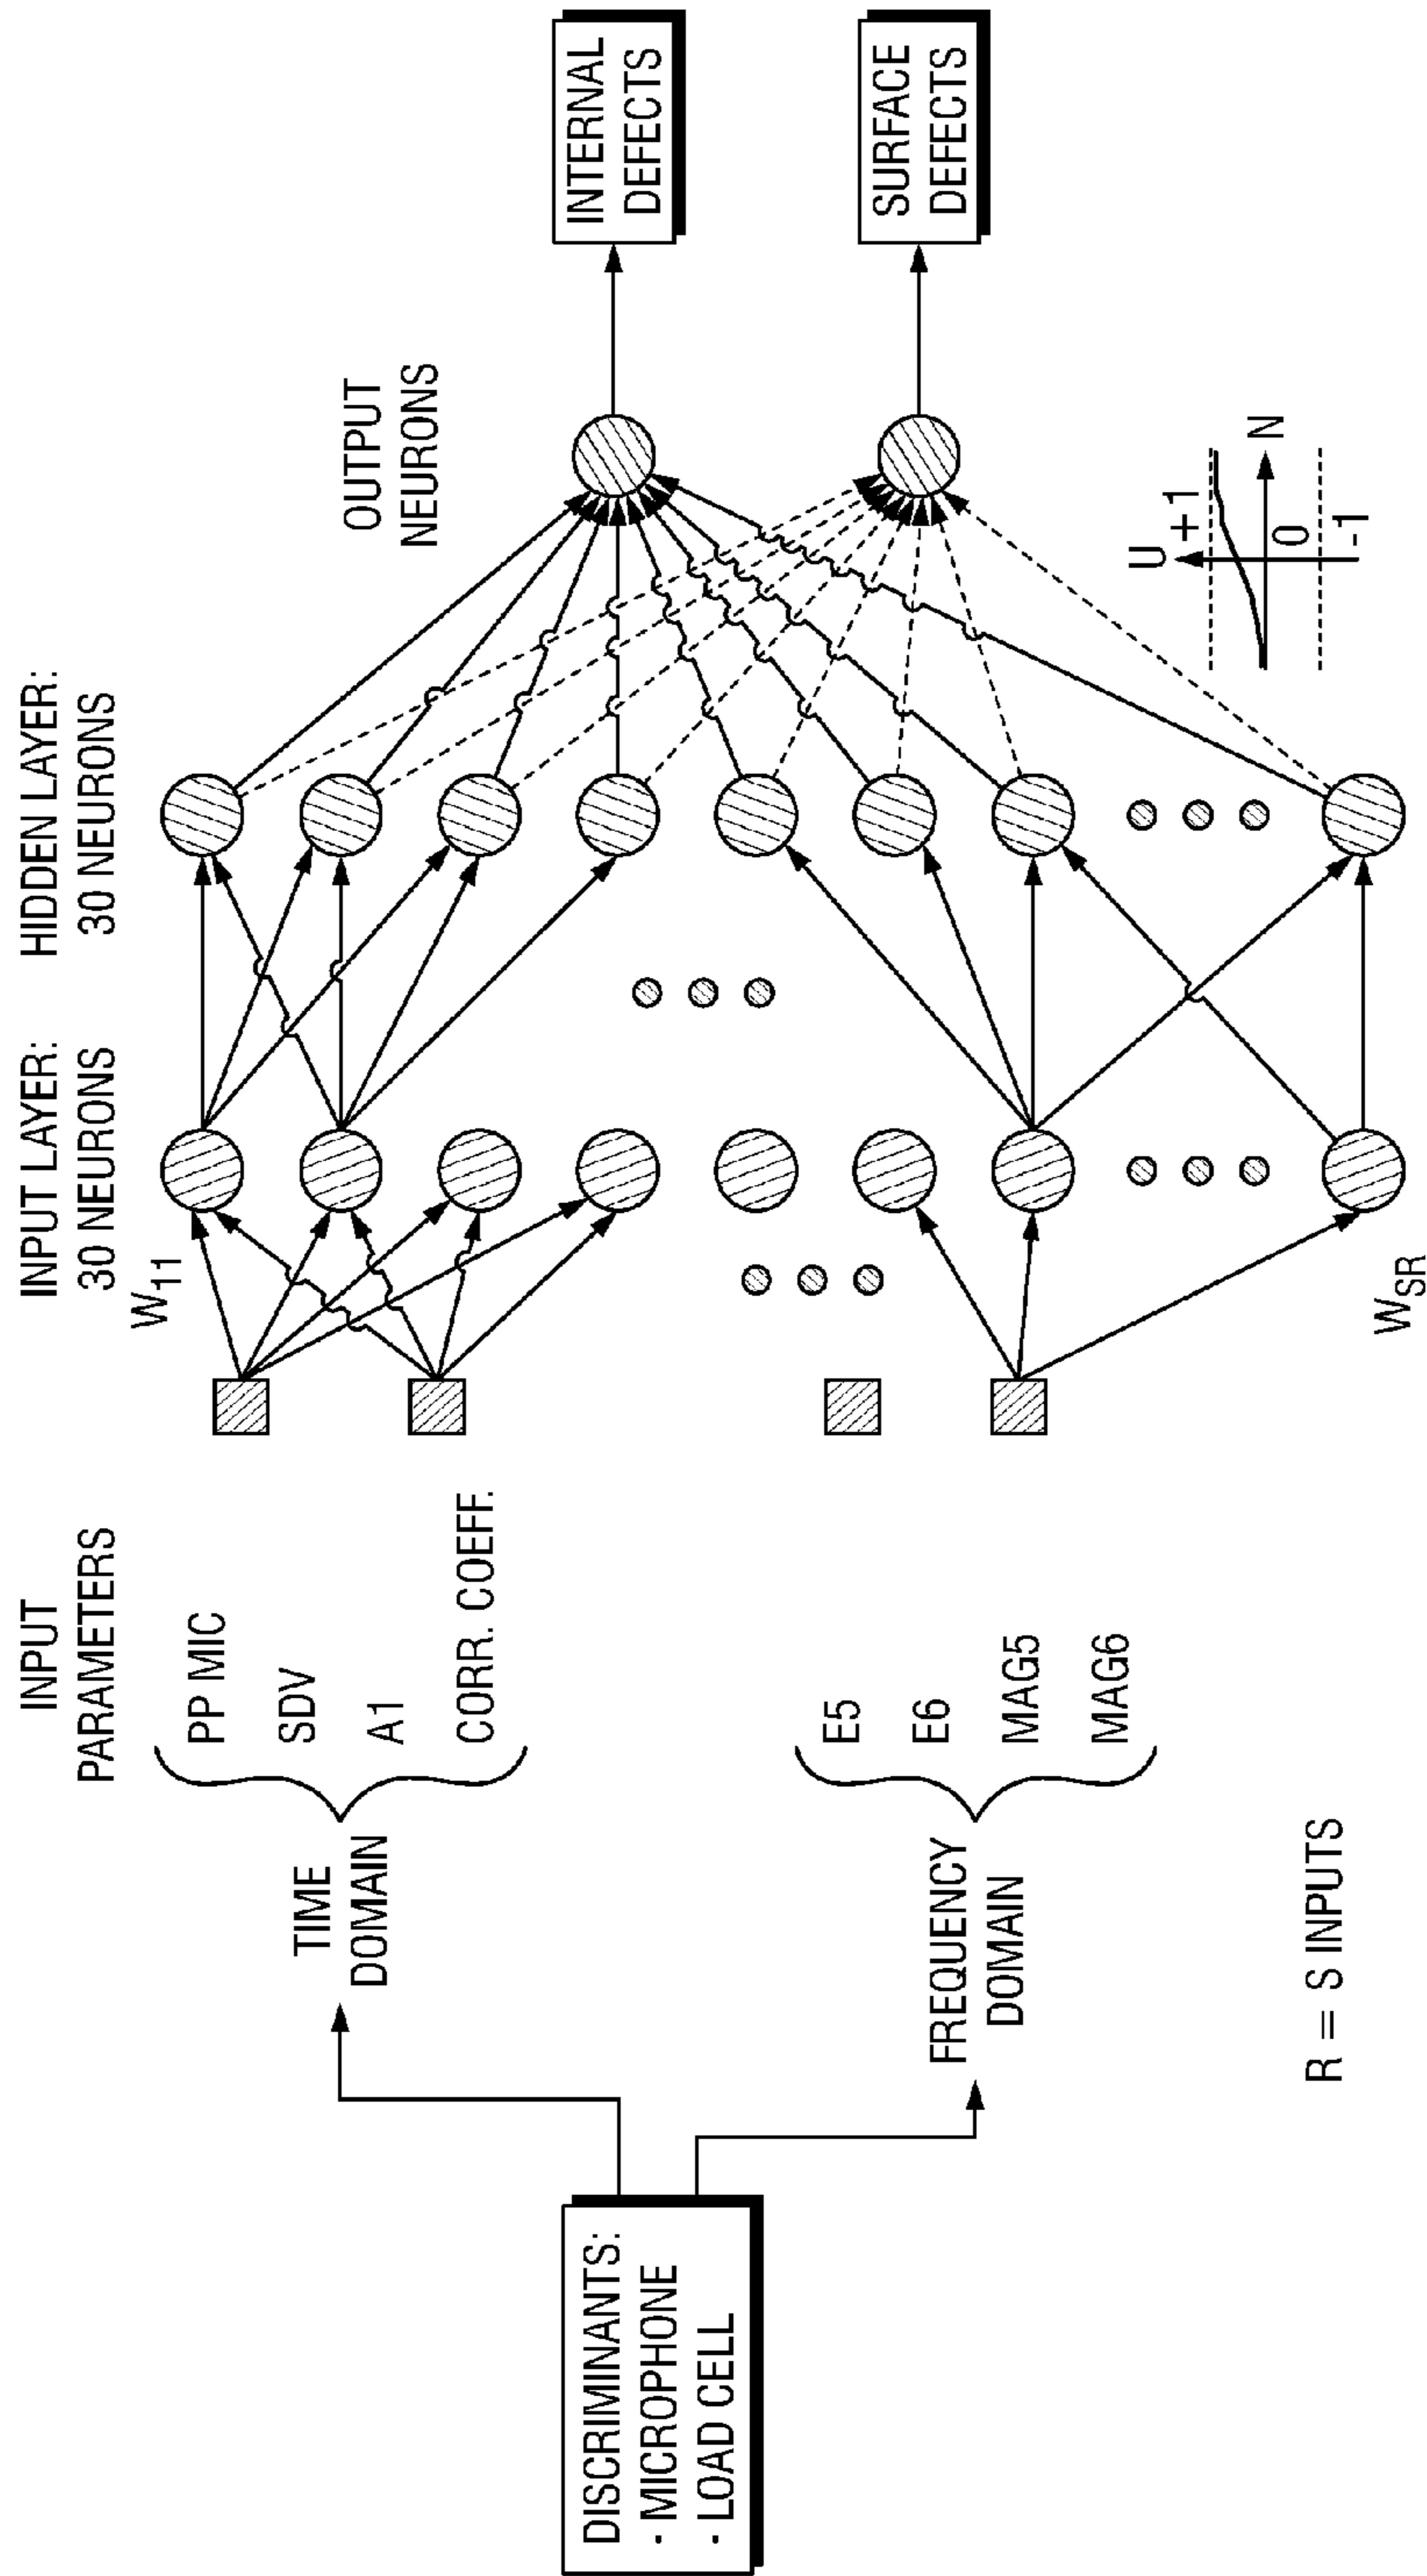 DISCRIMINANTS:
· MICROPHONE
· LOAD CELL
TIME
DOMAIN
FREQUENCY
DOMAIN
R = S INPUTS
INPUT
PARAMETERS
PP MIC
SDV
A1
CORR. COEFF.
E5
E6
MAG5
MAG6
INPUT LAYER:
30 NEURONS
W11
WSR
HIDDEN LAYER:
30 NEURONS
OUTPUT
NEURONS
U
+1
0
N
-1
INTERNAL
DEFECTS
SURFACE
DEFECTS